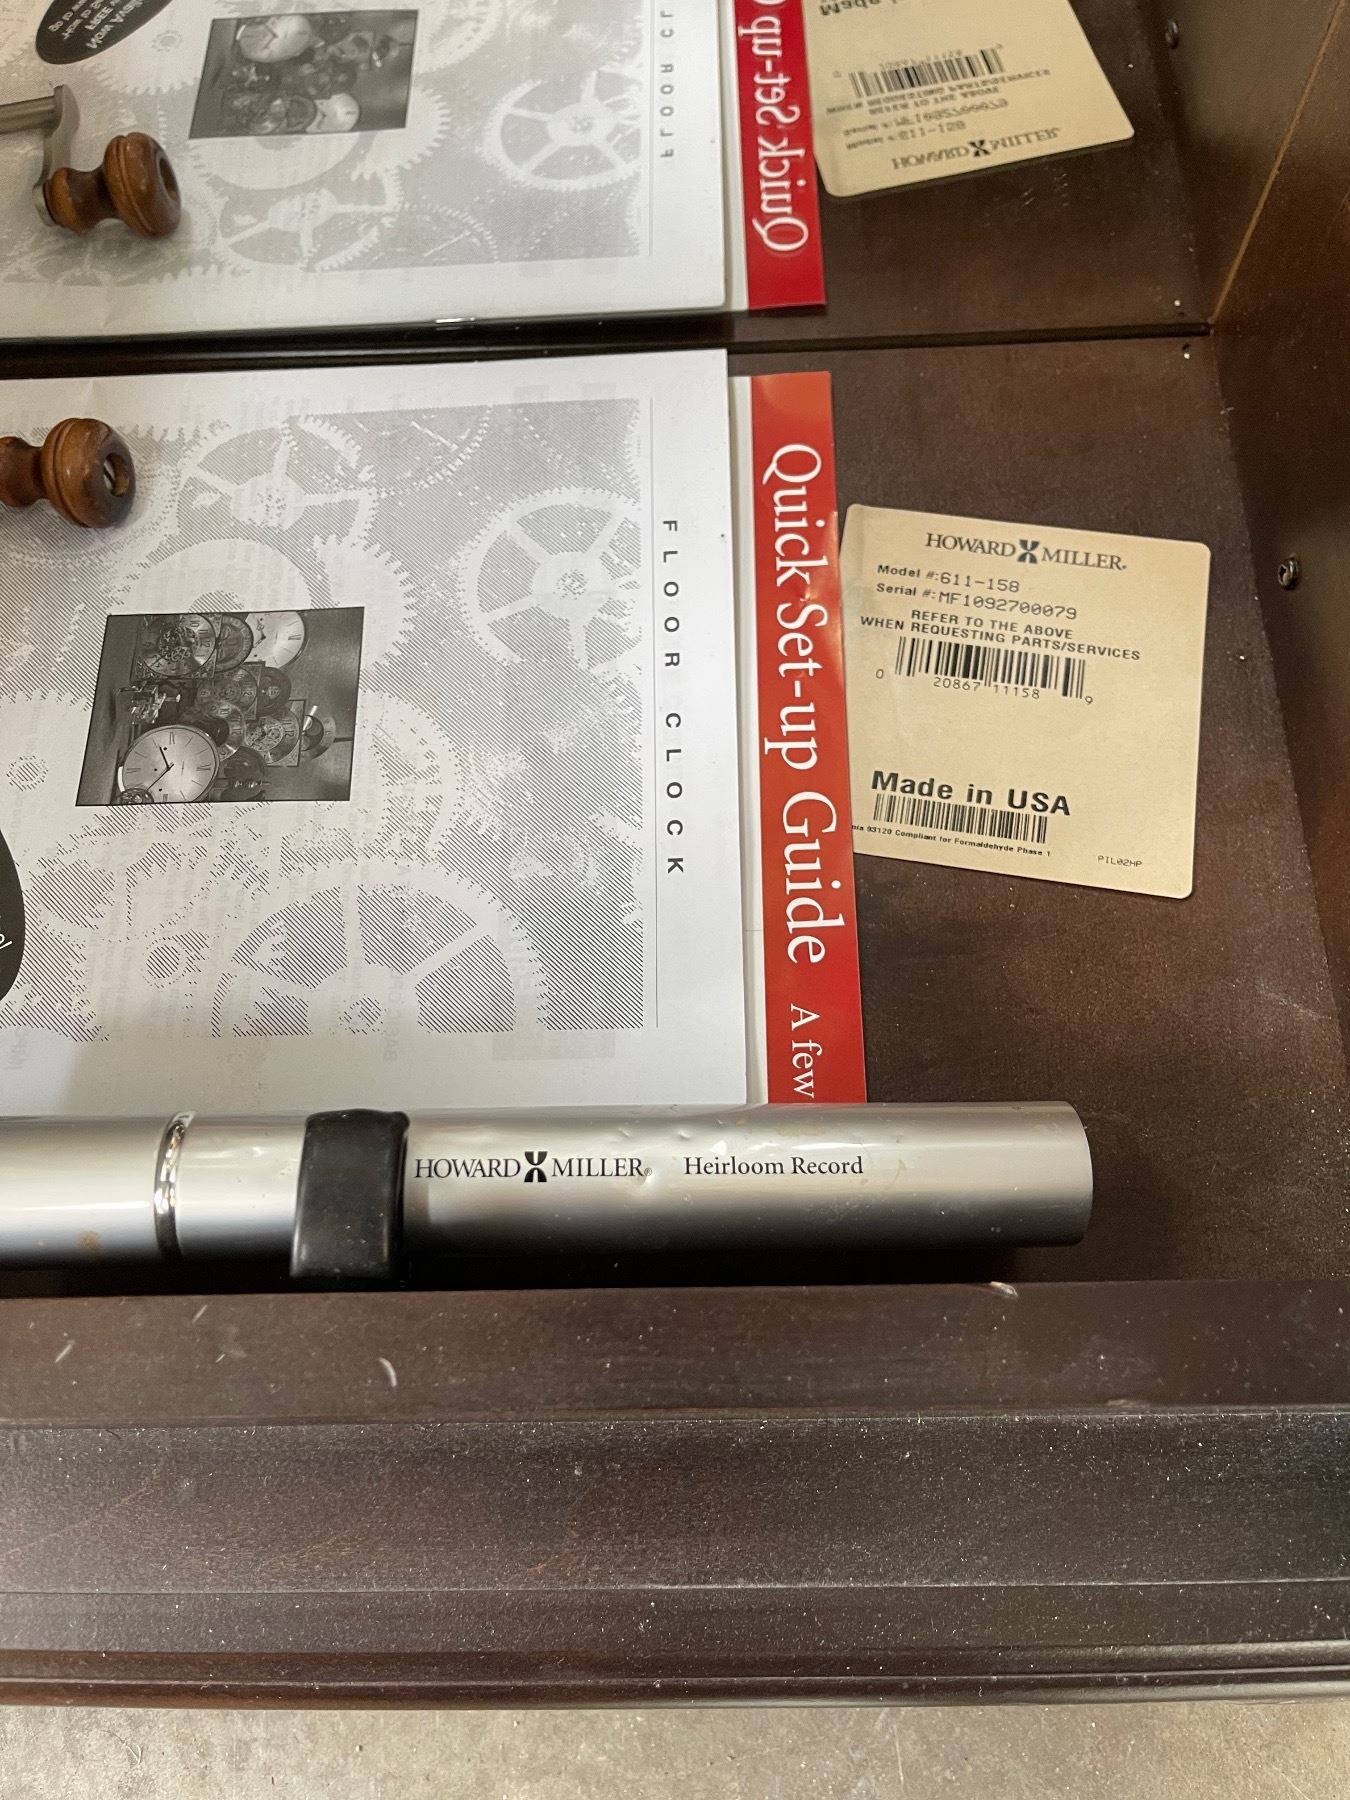 FLOOR CLOCK
Quick Set-up Guide A few
HOWARD MILLER®
Model #:611-158
Serial #:MF1092700079
REFER TO THE ABOVE
WHEN REQUESTING PARTS/SERVICES
0 20867 11158 9
Made in USA
93120 Compliant for Formaldehyde Phase 1
PIL02HP
HOWARD MILLER® Heirloom Record